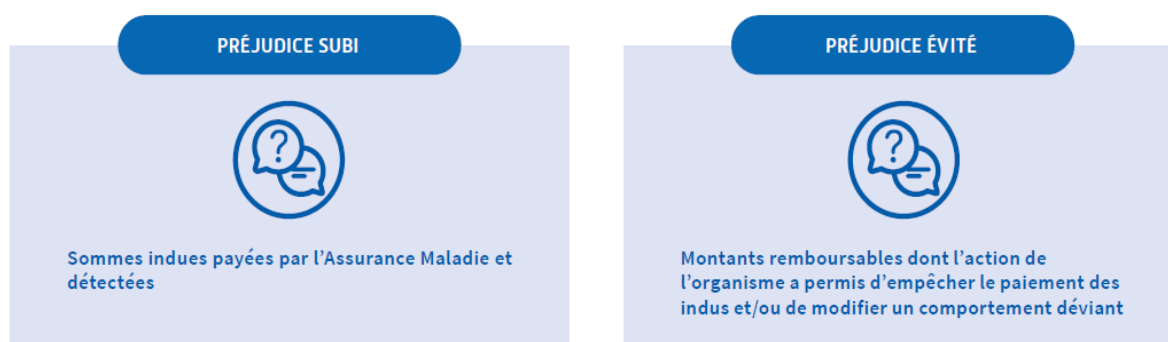 PRÉJUDICE SUBI
?
Sommes indues payées par l’Assurance Maladie et
détectées
PRÉJUDICE ÉVITÉ
?
Montants remboursables dont l’action de
l’organisme a permis d’empêcher le paiement des
indus et/ou de modifier un comportement déviant